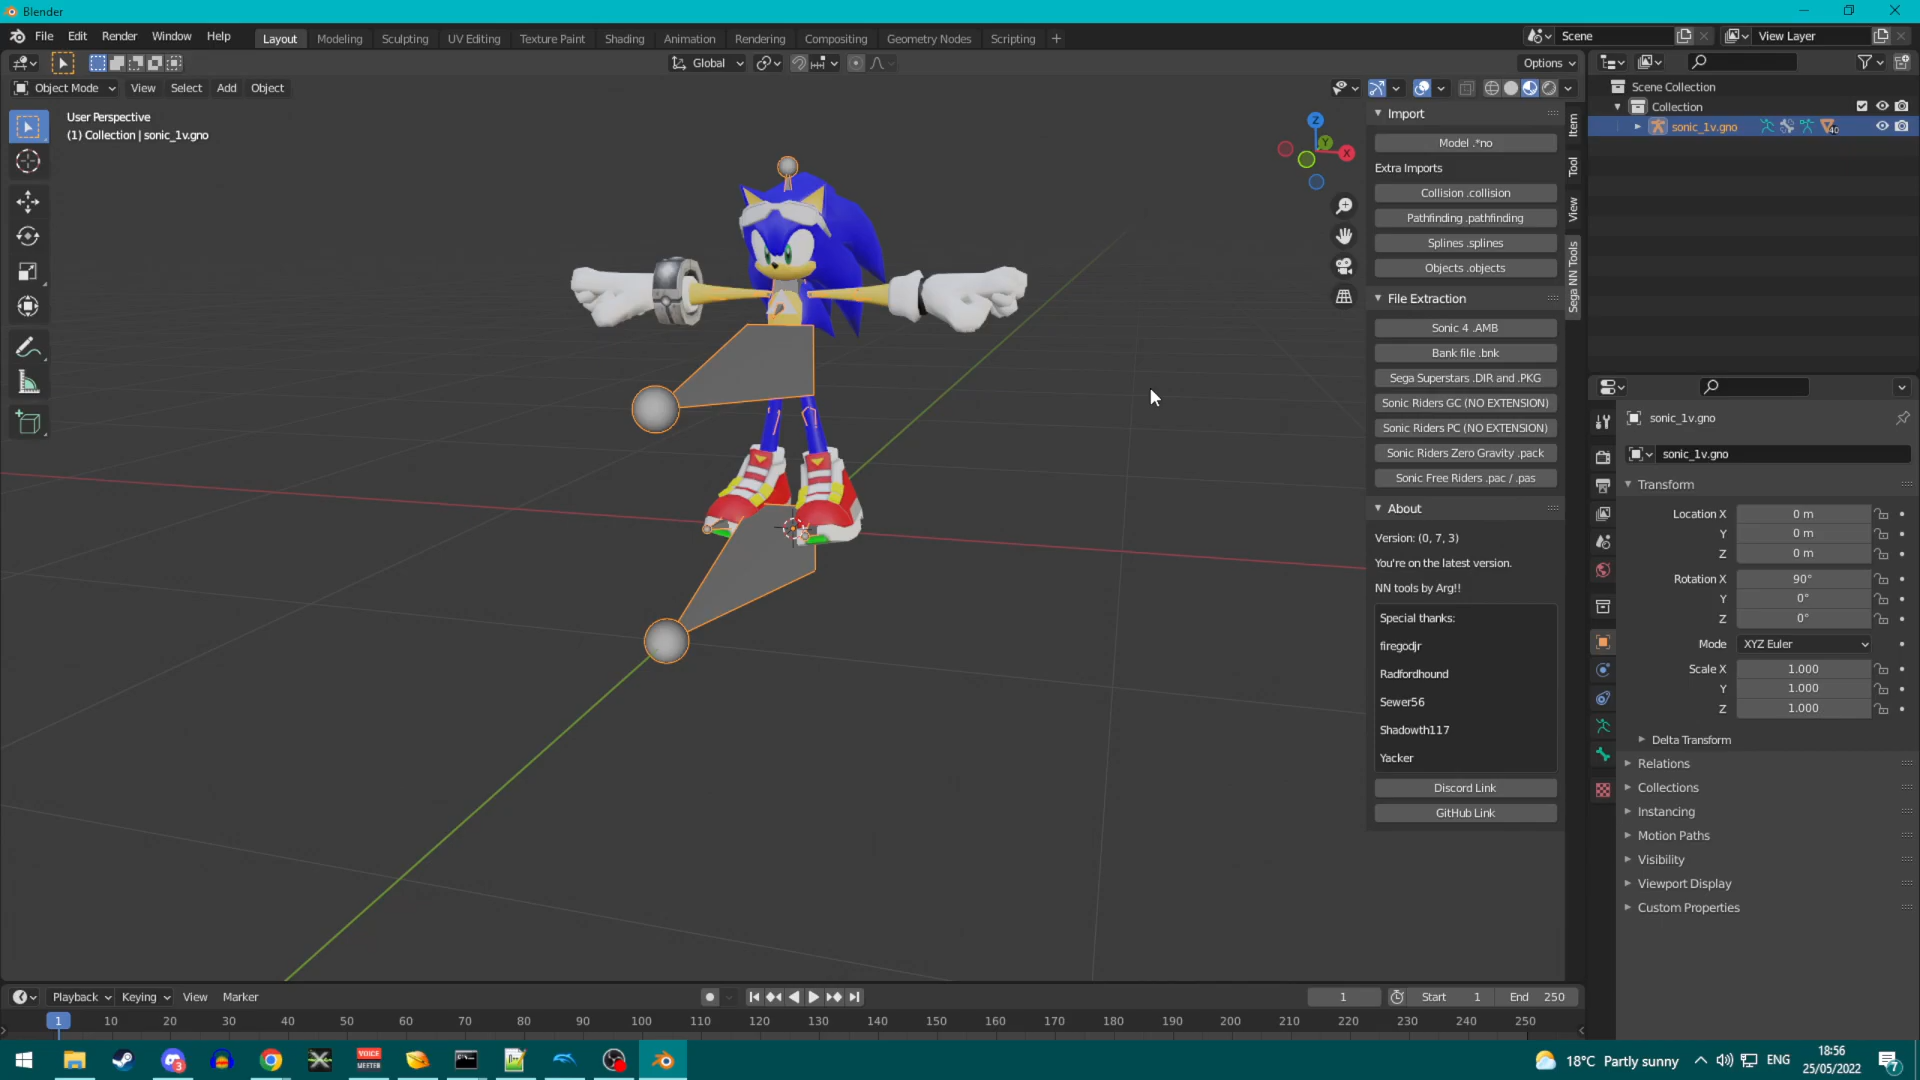 Blender
File Edit Render Window Help
Layout Modeling Sculpting UV Editing Texture Paint Shading Animation Rendering Compositing Geometry Nodes Scripting +
Scene
View Layer
Global
Options
Object Mode View Select Add Object
User Perspective
(1) Collection | sonic_1v.gno
Z
Y
X
Item
Tool
View
Sega NN Tools
Import
Model .*no
Extra Imports
Collision .collision
Pathfinding .pathfinding
Splines .splines
Objects .objects
File Extraction
Sonic 4 .AMB
Bank file .bnk
Sega Superstars .DIR and .PKG
Sonic Riders GC (NO EXTENSION)
Sonic Riders PC (NO EXTENSION)
Sonic Riders Zero Gravity .pack
Sonic Free Riders .pac / .pas
About
Version: (0, 7, 3)
You're on the latest version.
NN tools by Arg!!
Special thanks:
firegodjr
Radfordhound
Sewer56
Shadowth117
Yacker
Discord Link
GitHub Link
Scene Collection
Collection
sonic_1v.gno
40
sonic_1v.gno
sonic_1v.gno
Transform
Location X 0 m
Y 0 m
Z 0 m
Rotation X 90°
Y 0°
Z 0°
Mode XYZ Euler
Scale X 1.000
Y 1.000
Z 1.000
Delta Transform
Relations
Collections
Instancing
Motion Paths
Visibility
Viewport Display
Custom Properties
Playback Keying View Marker
1
Start 1 End 250
1 10 20 30 40 50 60 70 80 90 100 110 120 130 140 150 160 170 180 190 200 210 220 230 240 250
3
VOICE
MEETER
18°C Partly sunny
ENG
18:56
25/05/2022
7